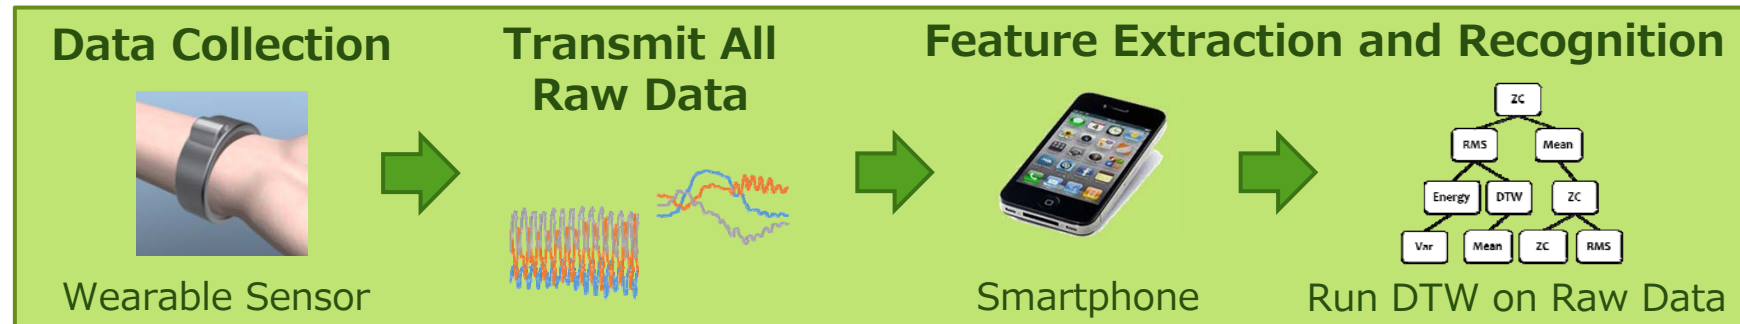 Data Collection
Transmit All
Raw Data
Feature Extraction and Recognition
ZC
RMS Mean
Energy DTW ZC
Var Mean ZC RMS
Wearable Sensor
Smartphone
Run DTW on Raw Data